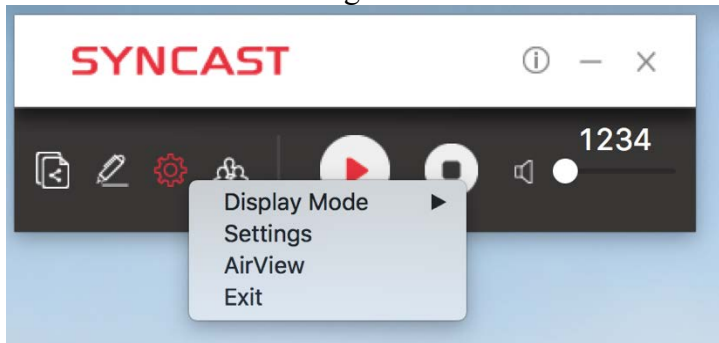 SYNCAST
1234
Display Mode
Settings
AirView
Exit